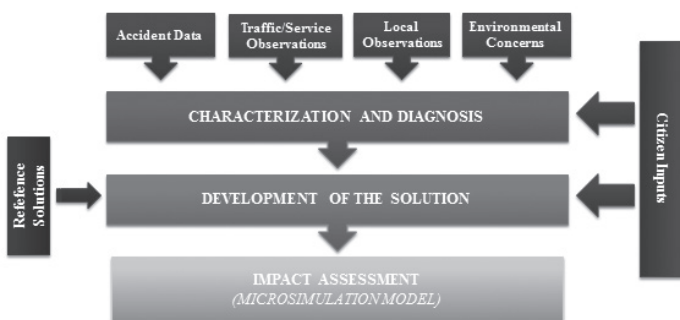 Accident Data
Traffic/Service
Observations
Local
Observations
Environmental
Concerns
CHARACTERIZATION AND DIAGNOSIS
Citizen Inputs
Refefence
Solutions
DEVELOPMENT OF THE SOLUTION
IMPACT ASSESSMENT
(MICROSIMULATION MODEL)